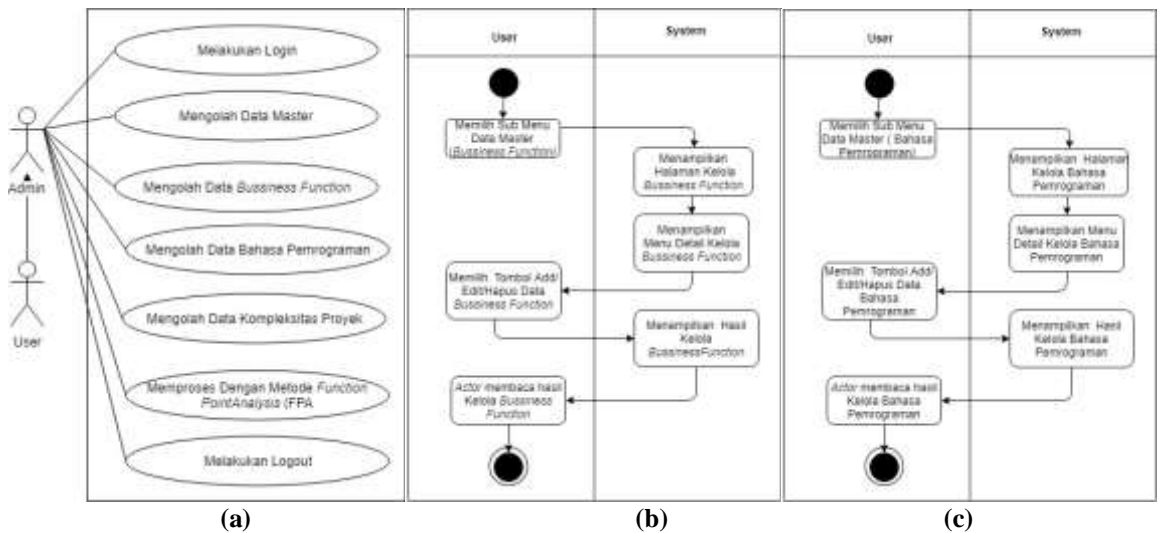 Melakukan Login
Mengolah Data Master
Mengolah Data Bussiness Function
Mengolah Data Bahasa Pemrograman
Mengolah Data Kompleksitas Proyek
Memproses Dengan Metode Function
PointAnalysis (FPA
Melakukan Logout
Admin
User
(a)
User
System
Memilih Sub Menu
Data Master
(Bussiness Function)
Menampilkan
Halaman Kelola
Bussiness Function
Menampilkan
Menu Detail Kelola
Bussiness Function
Memilih Tombol Add/
Edit/Hapus Data
Bussiness Function
Menampilkan Hasil
Kelola
BussinessFunction
Actor membaca hasil
Kelola Bussiness
Function
(b)
User
System
Memilih Sub Menu
Data Master ( Bahasa
Pemrograman)
Menampilkan Halaman
Kelola Bahasa
Pemrograman
Menampilkan Menu
Detail Kelola Bahasa
Pemrograman
Memilih Tombol Add/
Edit/Hapus Data
Bahasa
Pemrograman
Menampilkan Hasil
Kelola Bahasa
Pemrograman
Actor membaca hasil
Kelola Bahasa
Pemrograman
(c)